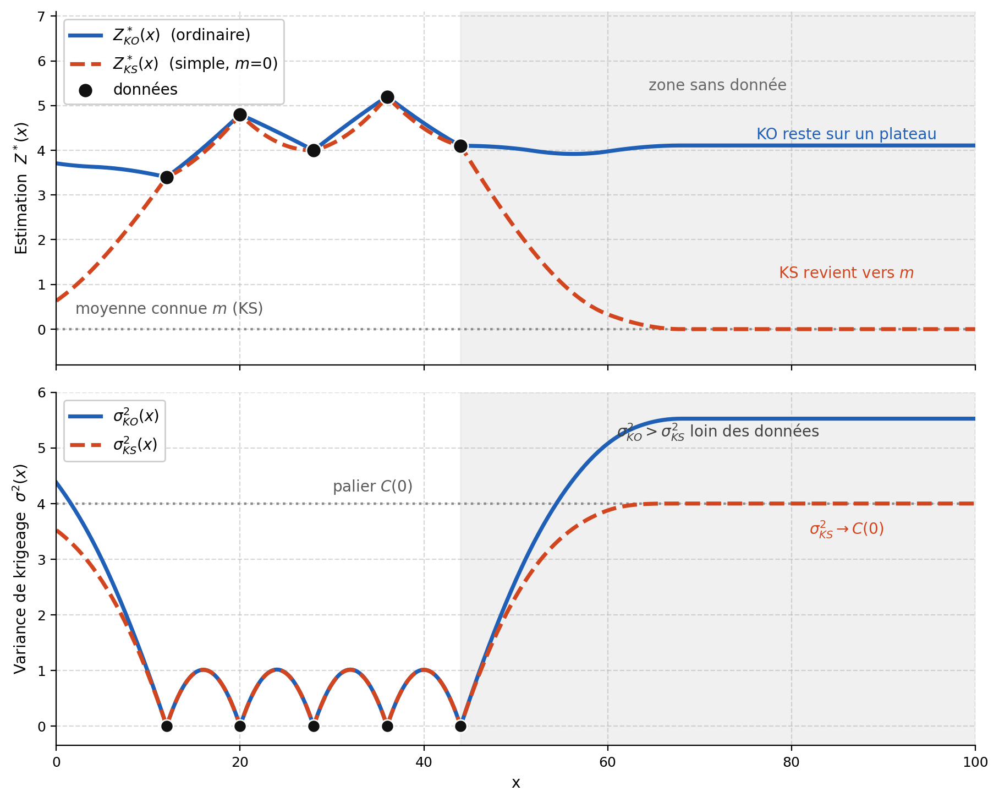 7
6
5
4
3
2
1
0
Estimation Z*(x)
Z*KO(x) (ordinaire)
Z*KS(x) (simple, m=0)
données
zone sans donnée
KO reste sur un plateau
KS revient vers m
moyenne connue m (KS)
6
5
4
3
2
1
0
Variance de krigeage σ²(x)
σ²KO(x)
σ²KS(x)
σ²KO > σ²KS loin des données
palier C(0)
σ²KS → C(0)
0 20 40 60 80 100
x